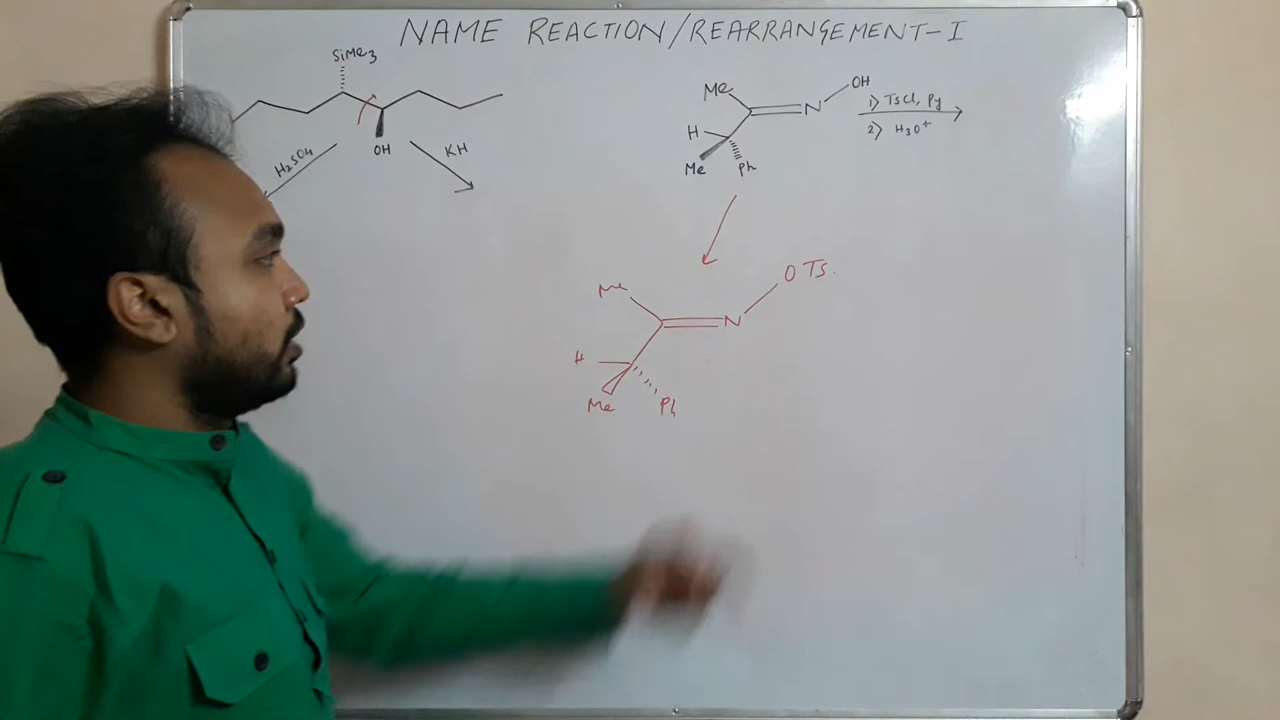 NAME REACTION/REARRANGEMENT-I
SiMe3
OH
H2SO4
KH
Me
N
OH
H
Me
Ph
1) TsCl, Py
2) H3O+
Me
N
OTs.
H
Me
Ph